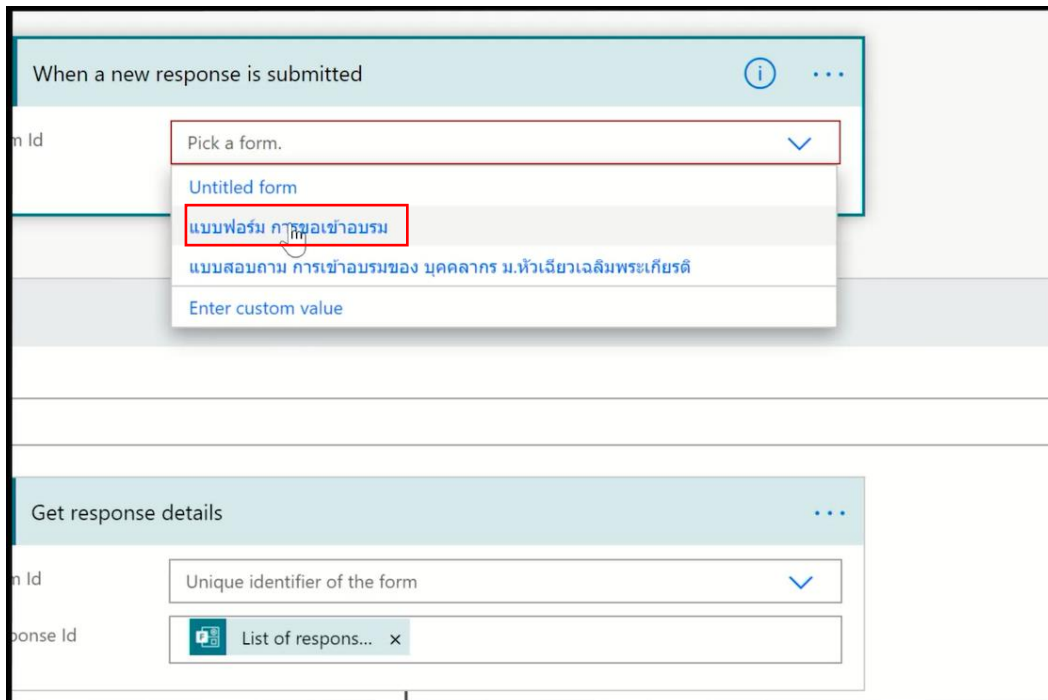 When a new response is submitted
m Id
Pick a form.
Untitled form
แบบฟอร์ม การขอเข้าอบรม
แบบสอบถาม การเข้าอบรมของ บุคคลากร ม.หัวเฉียวเฉลิมพระเกียรติ
Enter custom value
Get response details
m Id
Unique identifier of the form
ponse Id
List of respons... ×